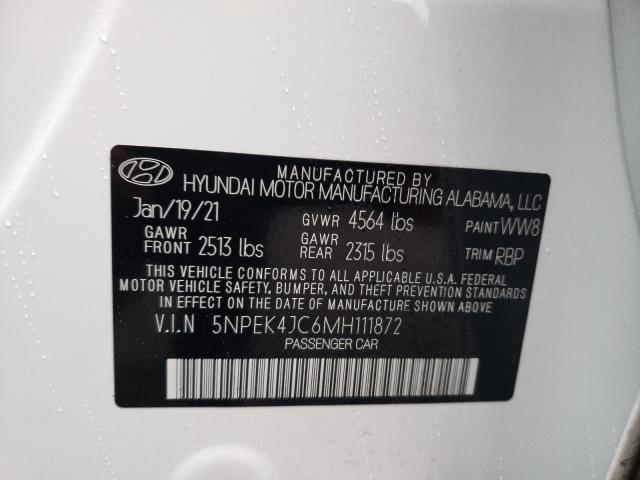 MANUFACTURED BY
HYUNDAI MOTOR MANUFACTURING ALABAMA, LLC
Jan/19/21 GVWR 4564 lbs PAINT WW8
GAWR FRONT 2513 lbs GAWR REAR 2315 lbs TRIM RBP
THIS VEHICLE CONFORMS TO ALL APPLICABLE U.S.A. FEDERAL
MOTOR VEHICLE SAFETY, BUMPER, AND THEFT PREVENTION STANDARDS
IN EFFECT ON THE DATE OF MANUFACTURE SHOWN ABOVE.
V.I.N 5NPEK4JC6MH111872
PASSENGER CAR